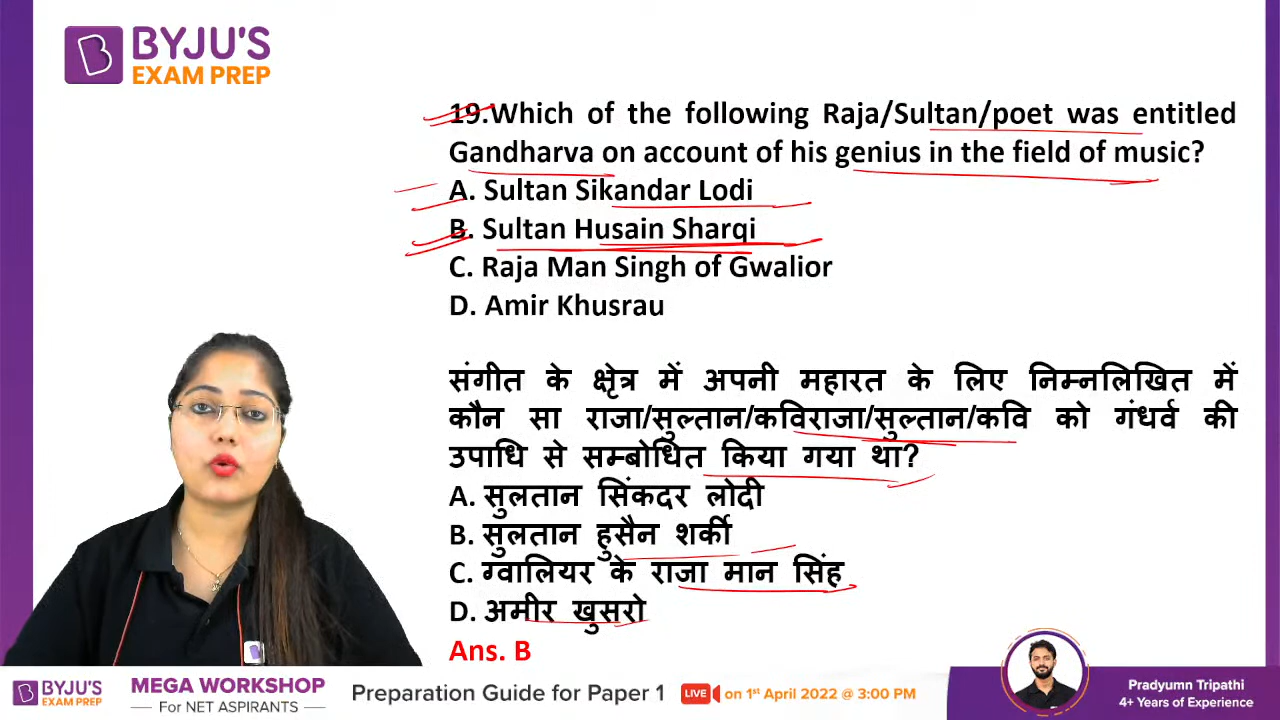 BYJU'S
EXAM PREP
19.Which of the following Raja/Sultan/poet was entitled
Gandharva on account of his genius in the field of music?
A. Sultan Sikandar Lodi
B. Sultan Husain Sharqi
C. Raja Man Singh of Gwalior
D. Amir Khusrau
संगीत के क्षेत्र में अपनी महारत के लिए निम्नलिखित में
कौन सा राजा/सुल्तान/कविराजा/सुल्तान/कवि को गंधर्व की
उपाधि से सम्बोधित किया गया था?
A. सुलतान सिंकदर लोदी
B. सुलतान हुसैन शर्की
C. ग्वालियर के राजा मान सिंह
D. अमीर खुसरो
Ans. B
BYJU'S
EXAM PREP
MEGA WORKSHOP
For NET ASPIRANTS
Preparation Guide for Paper 1
LIVE
on 1st April 2022 @ 3:00 PM
Pradyumn Tripathi
4+ Years of Experience